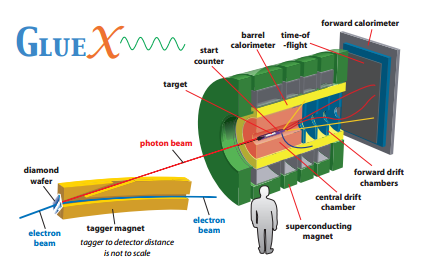 GLUEX
forward calorimeter
barrel
calorimeter
time-of
-flight
start
counter
target
photon beam
diamond
wafer
forward drift
chambers
central drift
chamber
electron
beam
superconducting
magnet
electron
beam
tagger magnet
tagger to detector distance
is not to scale